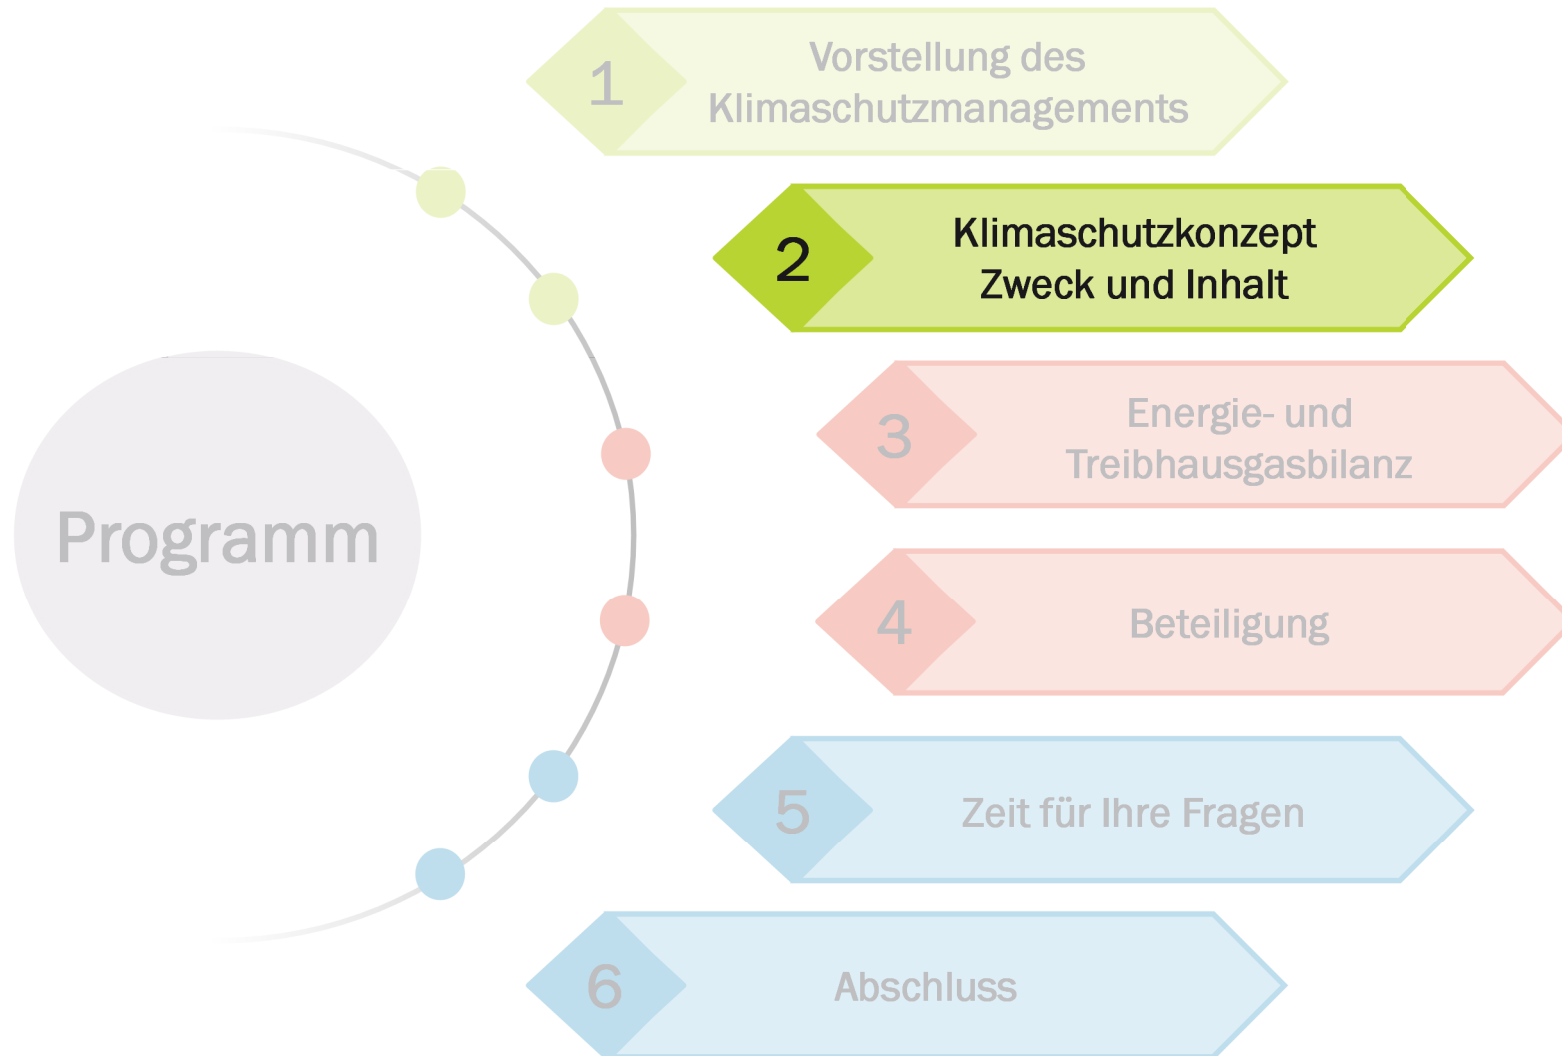 Programm
1
Vorstellung des
Klimaschutzmanagements
2
Klimaschutzkonzept
Zweck und Inhalt
3
Energie- und
Treibhausgasbilanz
4
Beteiligung
5
Zeit für Ihre Fragen
6
Abschluss